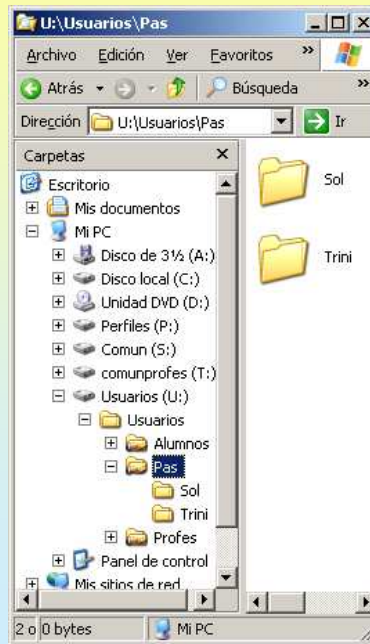 U:\Usuarios\Pas
Archivo Edición Ver Favoritos »
Atrás Búsqueda »
Dirección U:\Usuarios\Pas Ir
Carpetas
Escritorio
Mis documentos
Mi PC
Disco de 3½ (A:)
Disco local (C:)
Unidad DVD (D:)
Perfiles (P:)
Comun (S:)
comunprofes (T:)
Usuarios (U:)
Usuarios
Alumnos
Pas
Sol
Trini
Profes
Panel de control
Mis sitios de red
Sol
Trini
2 o 0 bytes Mi PC